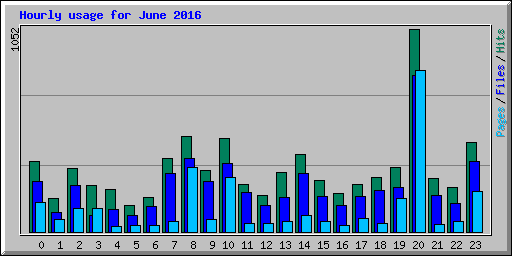 Hourly usage for June 2016
1052
Pages / Files / Hits
0 1 2 3 4 5 6 7 8 9 10 11 12 13 14 15 16 17 18 19 20 21 22 23